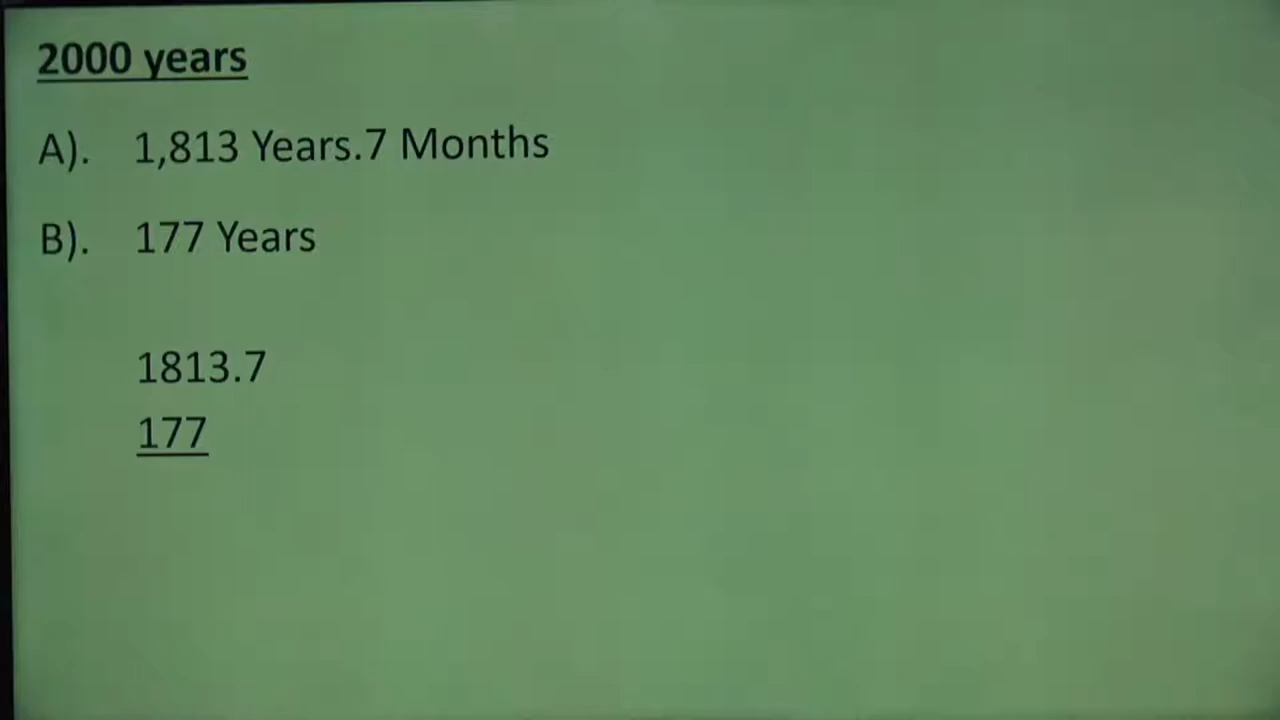 2000 years
A). 1,813 Years.7 Months
B). 177 Years
1813.7
177